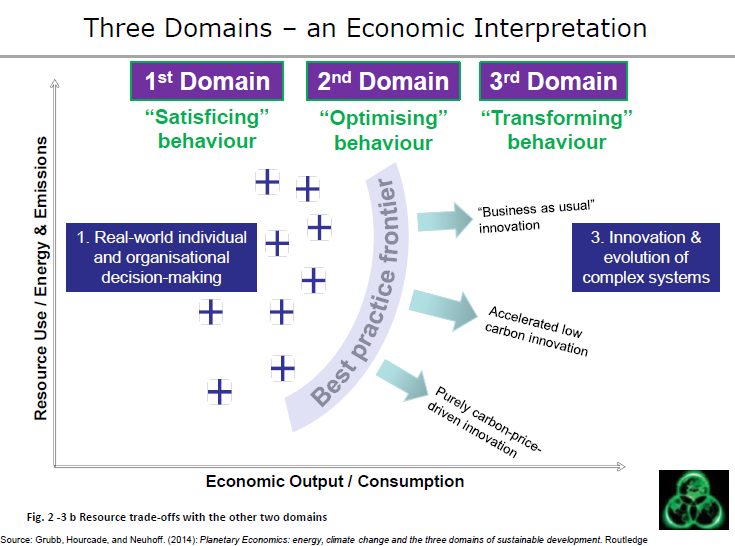 Three Domains – an Economic Interpretation
1st Domain
2nd Domain
3rd Domain
“Satisficing”
behaviour
“Optimising”
behaviour
“Transforming”
behaviour
Resource Use / Energy & Emissions
1. Real-world individual
and organisational
decision-making
Best practice frontier
“Business as usual”
innovation
Accelerated low
carbon innovation
Purely carbon-price-
driven innovation
3. Innovation &
evolution of
complex systems
Economic Output / Consumption
Fig. 2 -3 b Resource trade-offs with the other two domains
Source: Grubb, Hourcade, and Neuhoff. (2014): Planetary Economics: energy, climate change and the three domains of sustainable development. Routledge